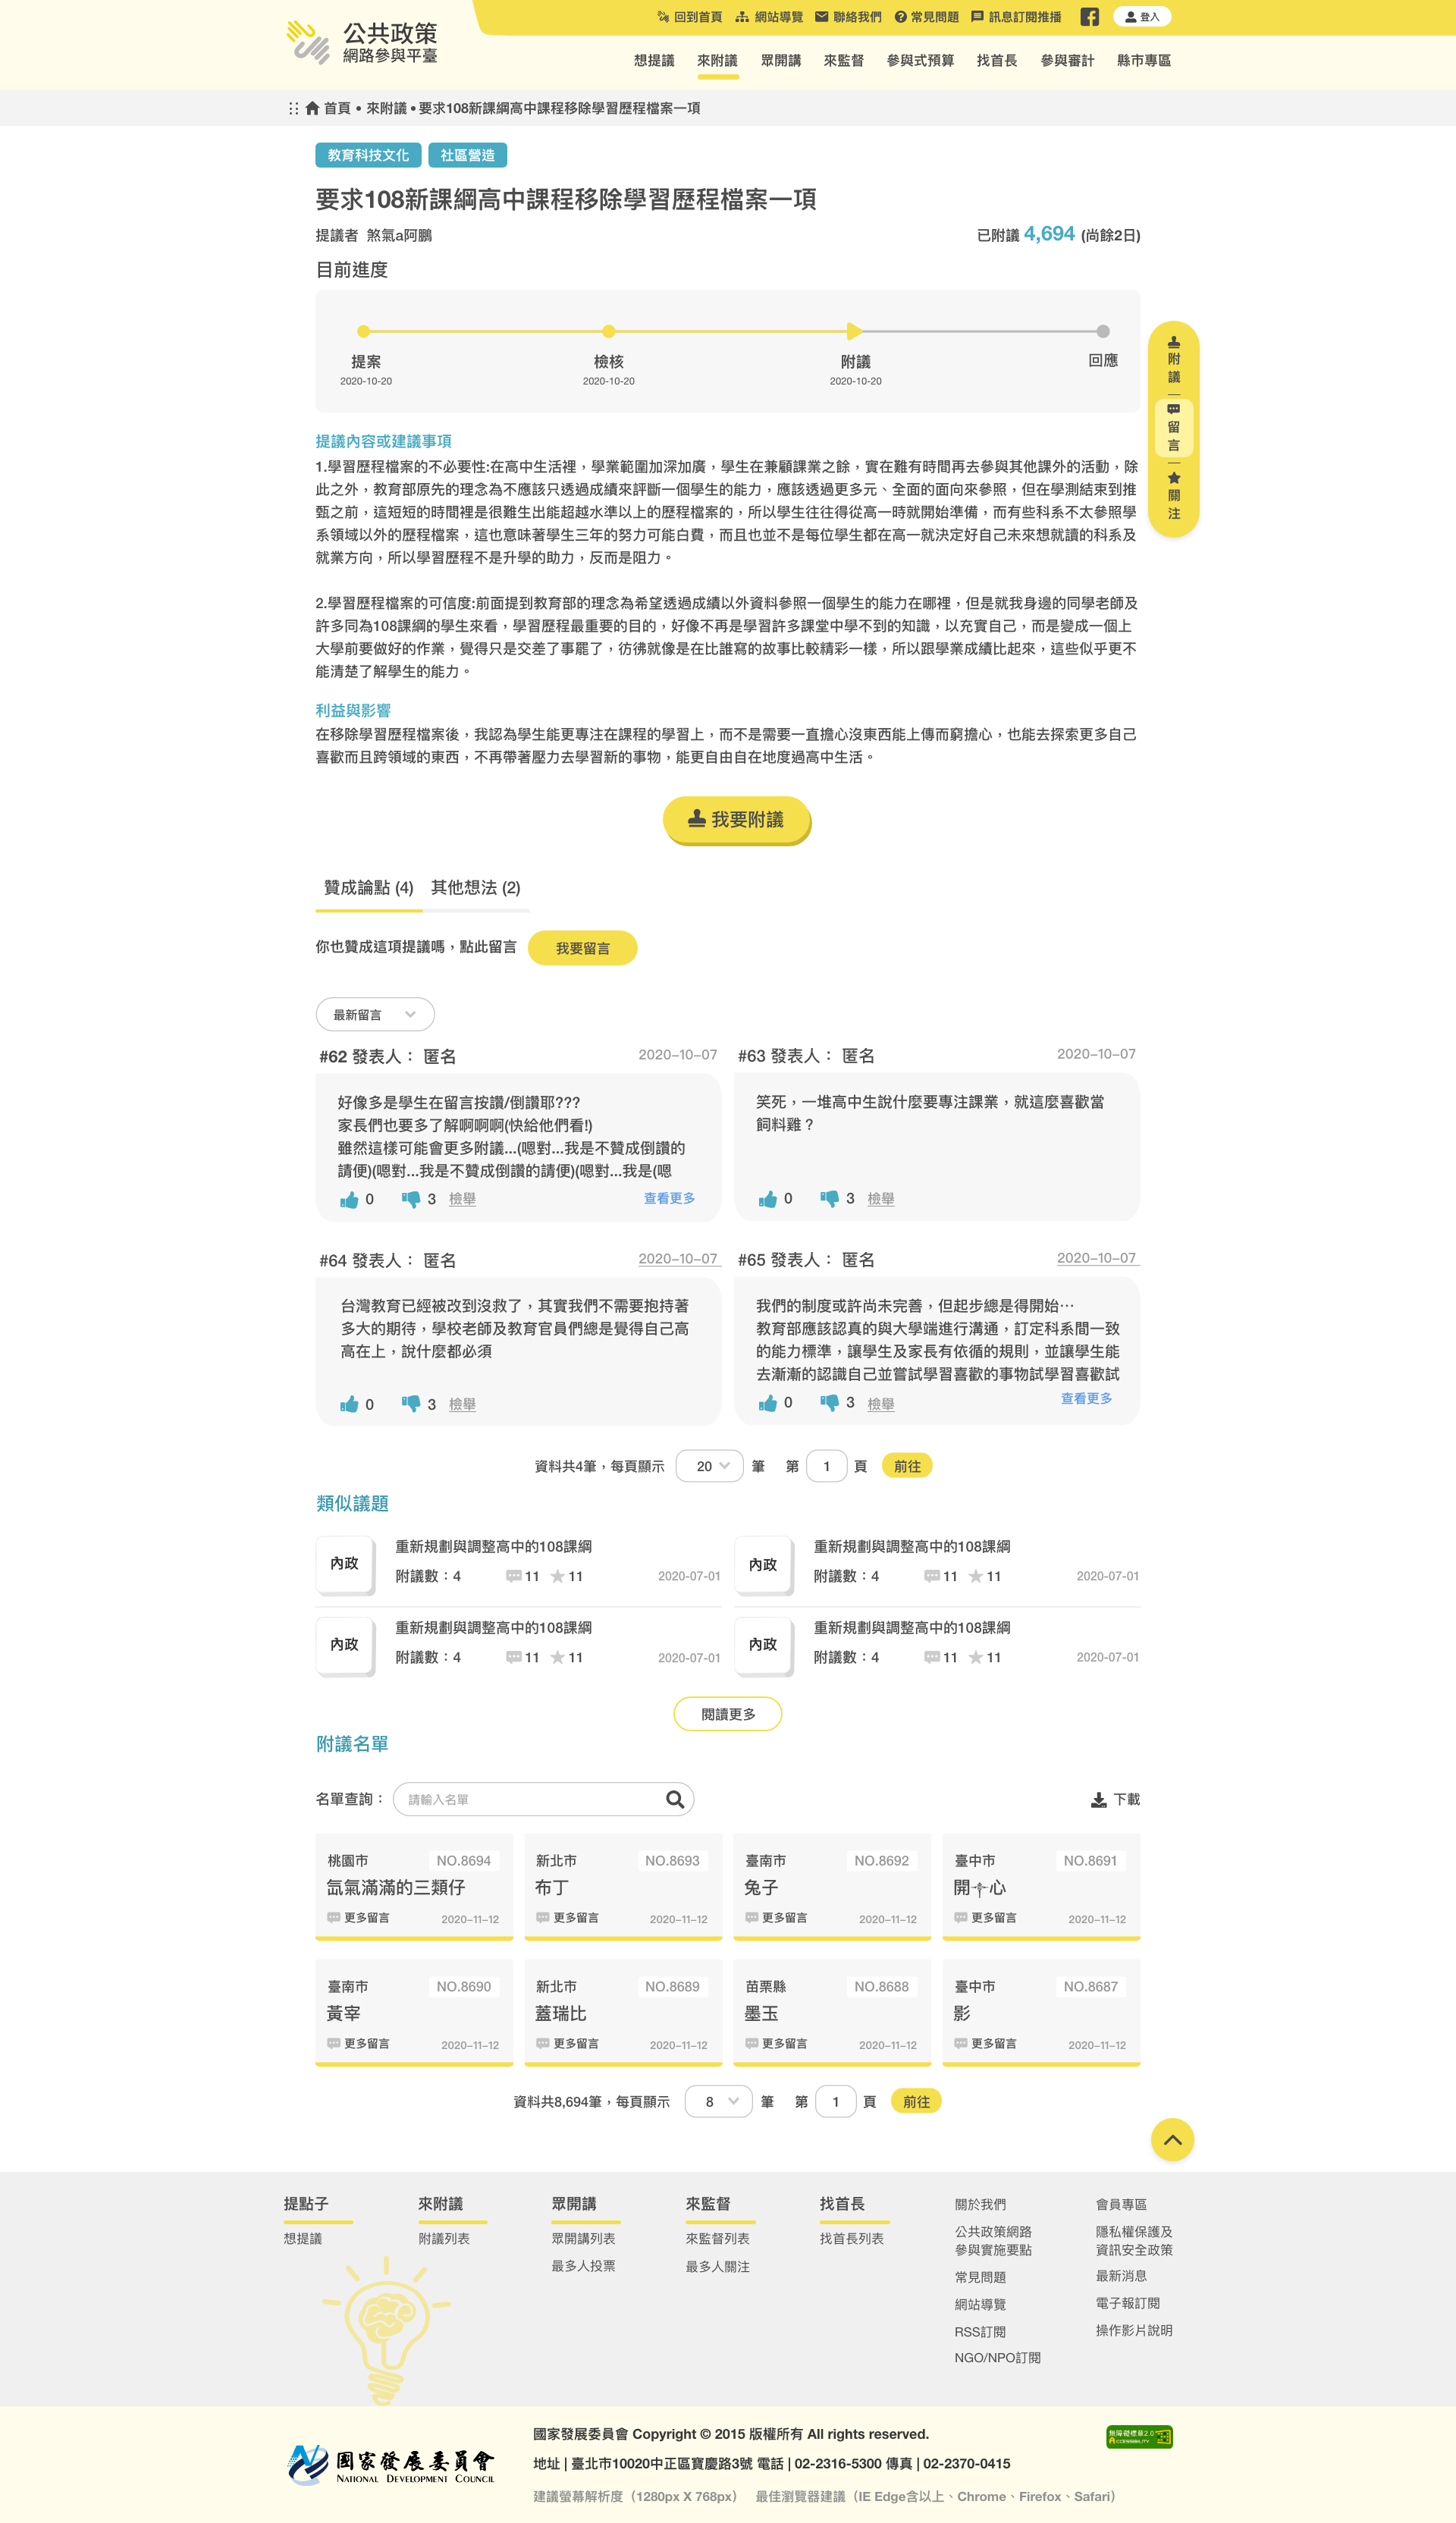 公共政策
網路參與平臺
回到首頁 網站導覽 聯絡我們 常見問題 訊息訂閱推播 登入
想提議 來附議 眾開講 來監督 參與式預算 找首長 參與審計 縣市專區
首頁 • 來附議 • 要求108新課綱高中課程移除學習歷程檔案一項
教育科技文化 社區營造
要求108新課綱高中課程移除學習歷程檔案一項
提議者 煞氣a阿鵬
已附議 4,694 (尚餘2日)
目前進度
提案 檢核 附議 回應
2020-10-20 2020-10-20 2020-10-20
附議
留言
關注
提議內容或建議事項
1.學習歷程檔案的不必要性:在高中生活裡，學業範圍加深加廣，學生在兼顧課業之餘，實在難有時間再去參與其他課外的活動，除
此之外，教育部原先的理念為不應該只透過成績來評斷一個學生的能力，應該透過更多元、全面的面向來參照，但在學測結束到推
甄之前，這短短的時間裡是很難生出能超越水準以上的歷程檔案的，所以學生往往得從高一時就開始準備，而有些科系不太參照學
系領域以外的歷程檔案，這也意味著學生三年的努力可能白費，而且也並不是每位學生都在高一就決定好自己未來想就讀的科系及
就業方向，所以學習歷程不是升學的助力，反而是阻力。
2.學習歷程檔案的可信度:前面提到教育部的理念為希望透過成績以外資料參照一個學生的能力在哪裡，但是就我身邊的同學老師及
許多同為108課綱的學生來看，學習歷程最重要的目的，好像不再是學習許多課堂中學不到的知識，以充實自己，而是變成一個上
大學前要做好的作業，覺得只是交差了事罷了，彷彿就像是在比誰寫的故事比較精彩一樣，所以跟學業成績比起來，這些似乎更不
能清楚了解學生的能力。
利益與影響
在移除學習歷程檔案後，我認為學生能更專注在課程的學習上，而不是需要一直擔心沒東西能上傳而窮擔心，也能去探索更多自己
喜歡而且跨領域的東西，不再帶著壓力去學習新的事物，能更自由自在地度過高中生活。
我要附議
贊成論點 (4) 其他想法 (2)
你也贊成這項提議嗎，點此留言 我要留言
最新留言
#62 發表人： 匿名 2020-10-07
好像多是學生在留言按讚/倒讚耶???
家長們也要多了解啊啊啊(快給他們看!)
雖然這樣可能會更多附議...(嗯對...我是不贊成倒讚的
請便)(嗯對...我是不贊成倒讚的請便)(嗯對...我是(嗯
0 3 檢舉 查看更多
#63 發表人： 匿名 2020-10-07
笑死，一堆高中生說什麼要專注課業，就這麼喜歡當
飼料雞？
0 3 檢舉
#64 發表人： 匿名 2020-10-07
台灣教育已經被改到沒救了，其實我們不需要抱持著
多大的期待，學校老師及教育官員們總是覺得自己高
高在上，說什麼都必須
0 3 檢舉
#65 發表人： 匿名 2020-10-07
我們的制度或許尚未完善，但起步總是得開始…
教育部應該認真的與大學端進行溝通，訂定科系間一致
的能力標準，讓學生及家長有依循的規則，並讓學生能
去漸漸的認識自己並嘗試學習喜歡的事物試學習喜歡試
0 3 檢舉 查看更多
資料共4筆，每頁顯示 20 筆 第 1 頁 前往
類似議題
內政 重新規劃與調整高中的108課綱
附議數：4 11 11 2020-07-01
內政 重新規劃與調整高中的108課綱
附議數：4 11 11 2020-07-01
內政 重新規劃與調整高中的108課綱
附議數：4 11 11 2020-07-01
內政 重新規劃與調整高中的108課綱
附議數：4 11 11 2020-07-01
閱讀更多
附議名單
名單查詢： 請輸入名單 下載
桃園市 NO.8694 新北市 NO.8693 臺南市 NO.8692 臺中市 NO.8691
氙氣滿滿的三類仔 布丁 兔子 開༒心
更多留言 2020-11-12 更多留言 2020-11-12 更多留言 2020-11-12 更多留言 2020-11-12
臺南市 NO.8690 新北市 NO.8689 苗栗縣 NO.8688 臺中市 NO.8687
黃宰 蓋瑞比 墨玉 影
更多留言 2020-11-12 更多留言 2020-11-12 更多留言 2020-11-12 更多留言 2020-11-12
資料共8,694筆，每頁顯示 8 筆 第 1 頁 前往
提點子 來附議 眾開講 來監督 找首長 關於我們 會員專區
想提議 附議列表 眾開講列表 來監督列表 找首長列表
最多人投票 最多人關注
公共政策網路
參與實施要點
常見問題
網站導覽
RSS訂閱
NGO/NPO訂閱
隱私權保護及
資訊安全政策
最新消息
電子報訂閱
操作影片說明
國家發展委員會
NATIONAL DEVELOPMENT COUNCIL
國家發展委員會 Copyright © 2015 版權所有 All rights reserved.
地址 | 臺北市10020中正區寶慶路3號 電話 | 02-2316-5300 傳真 | 02-2370-0415
建議螢幕解析度（1280px X 768px） 最佳瀏覽器建議（IE Edge含以上、Chrome、Firefox、Safari）
無障礙標章2.0
ACCESSIBILITY